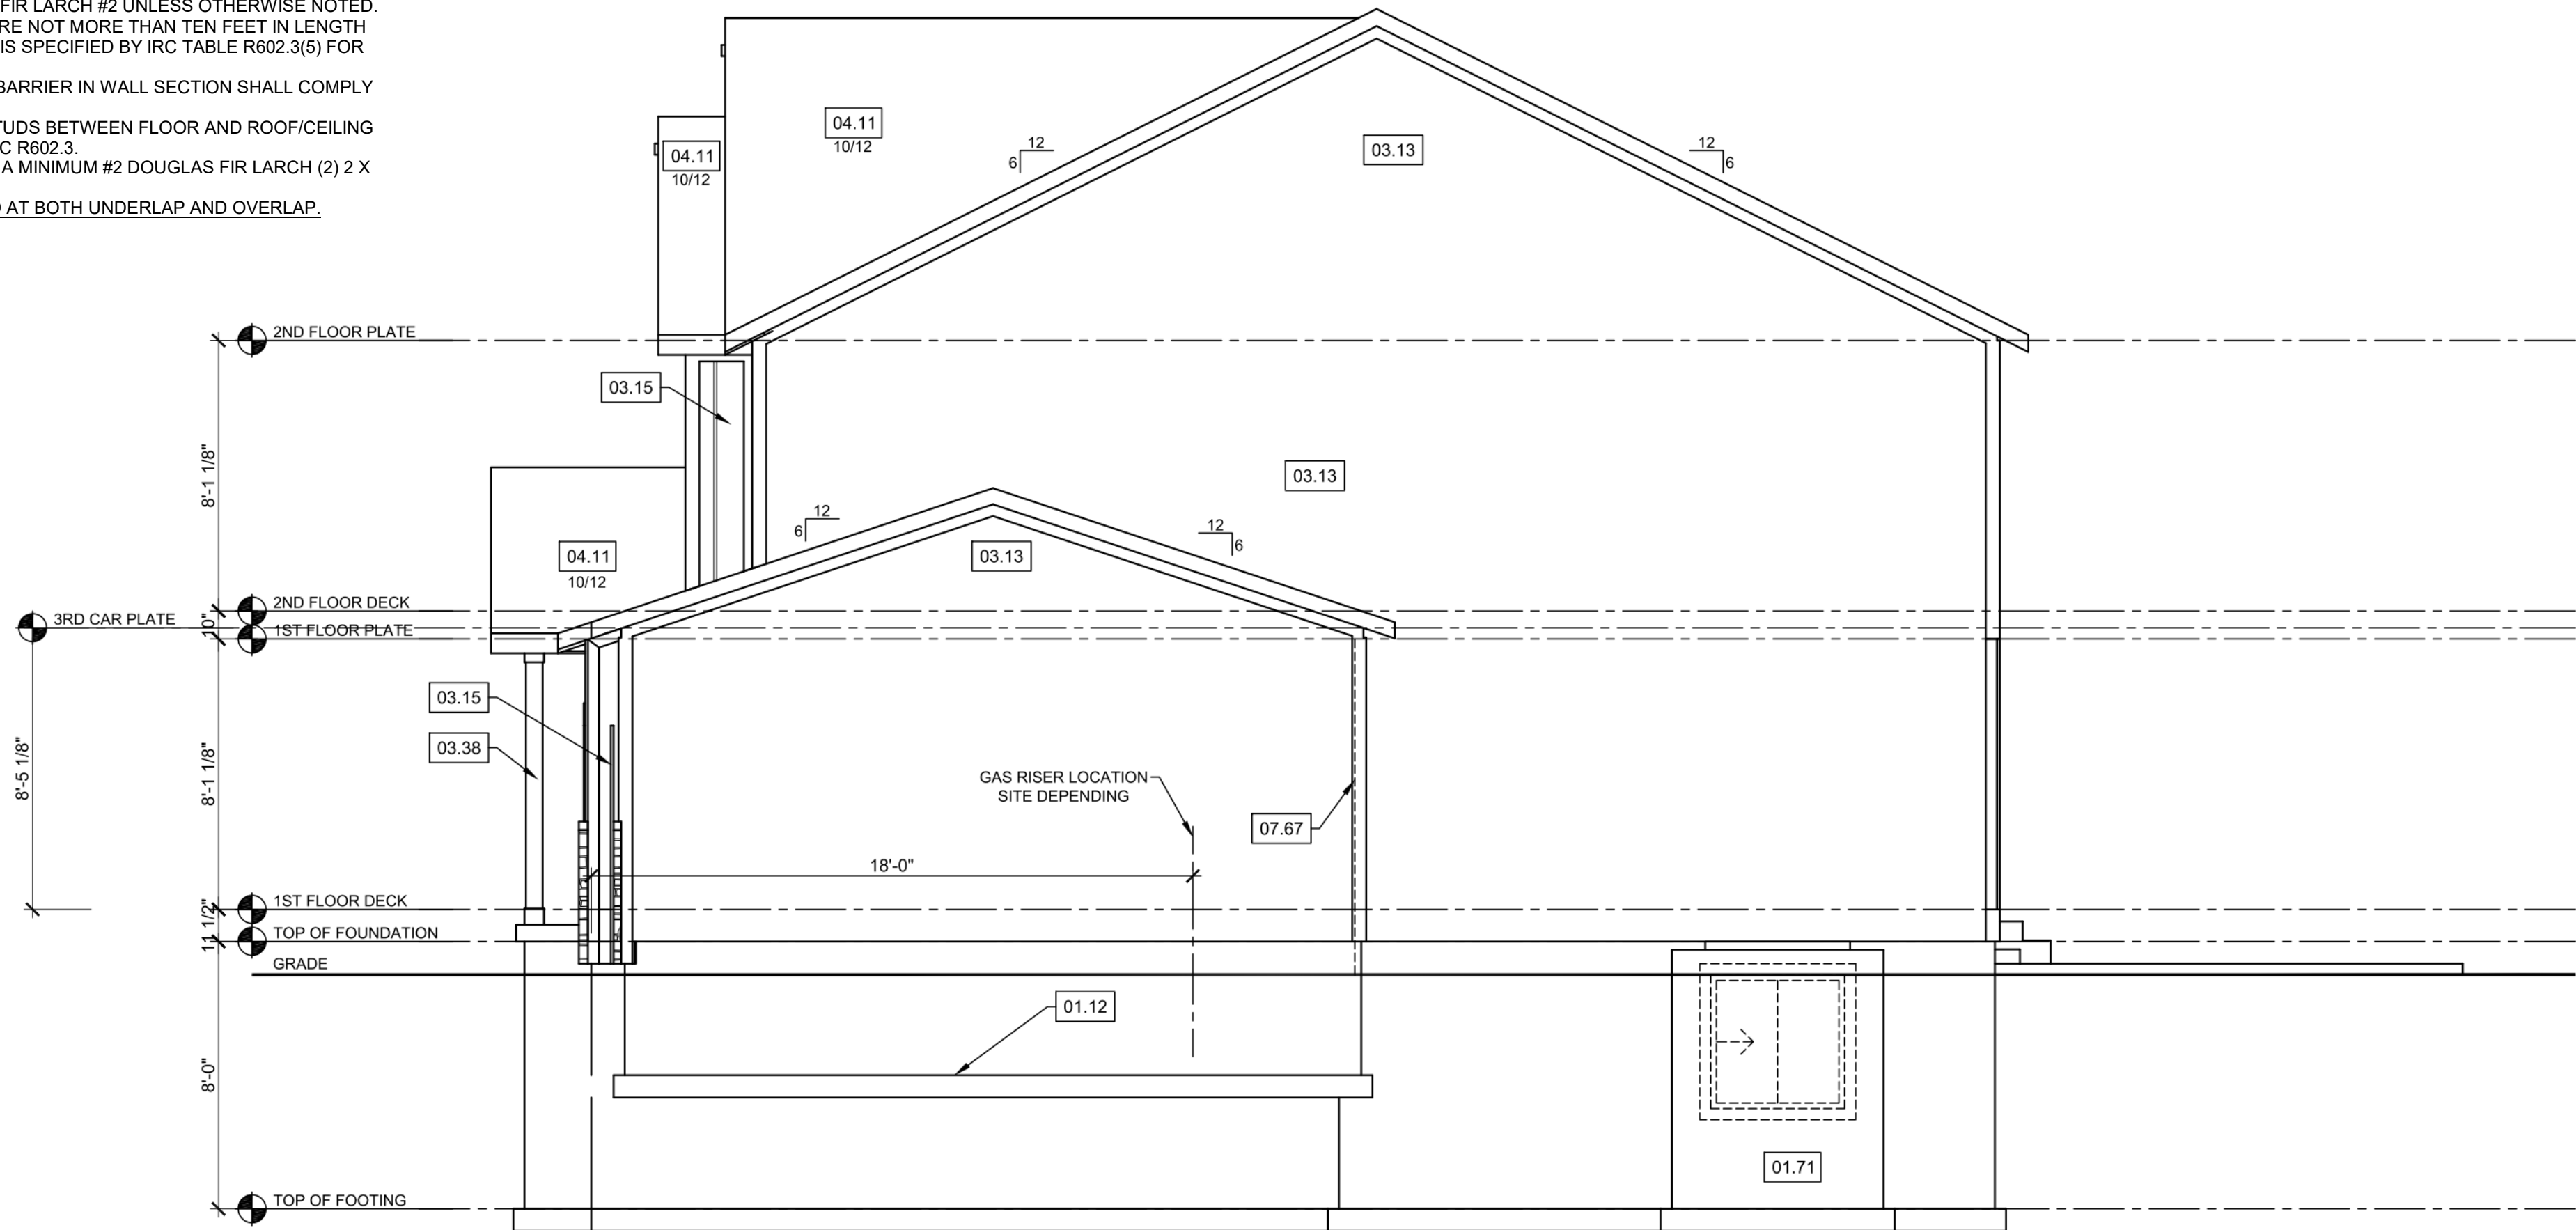 FIR LARCH #2 UNLESS OTHERWISE NOTED.
RE NOT MORE THAN TEN FEET IN LENGTH
IS SPECIFIED BY IRC TABLE R602.3(5) FOR
BARRIER IN WALL SECTION SHALL COMPLY
TUDS BETWEEN FLOOR AND ROOF/CEILING
C R602.3.
A MINIMUM #2 DOUGLAS FIR LARCH (2) 2 X
AT BOTH UNDERLAP AND OVERLAP.
04.11
10/12
04.11
10/12
12
6
03.13
12
6
2ND FLOOR PLATE
03.15
8'-1 1/8"
03.13
12
6
12
6
03.13
04.11
10/12
2ND FLOOR DECK
10"
3RD CAR PLATE
1ST FLOOR PLATE
03.15
03.38
8'-5 1/8"
8'-1 1/8"
GAS RISER LOCATION
SITE DEPENDING
07.67
18'-0"
1ST FLOOR DECK
11 1/2"
TOP OF FOUNDATION
GRADE
01.12
8'-0"
01.71
TOP OF FOOTING